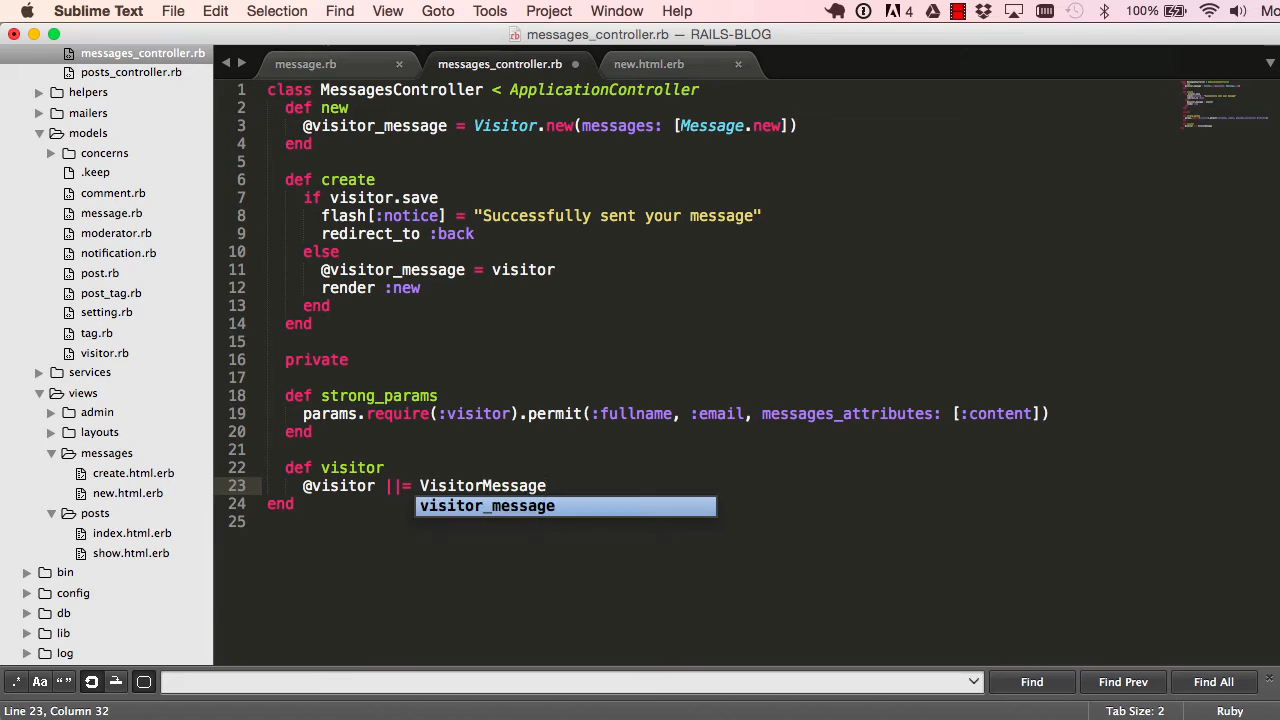 Sublime Text File Edit Selection Find View Goto Tools Project Window Help 4 100% Mo
messages_controller.rb — RAILS-BLOG
messages_controller.rb
posts_controller.rb
helpers
mailers
models
concerns
.keep
comment.rb
message.rb
moderator.rb
notification.rb
post.rb
post_tag.rb
setting.rb
tag.rb
visitor.rb
services
views
admin
layouts
messages
create.html.erb
new.html.erb
posts
index.html.erb
show.html.erb
bin
config
db
lib
log
message.rb × messages_controller.rb new.html.erb ×
1 class MessagesController < ApplicationController
2 def new
3 @visitor_message = Visitor.new(messages: [Message.new])
4 end
5
6 def create
7 if visitor.save
8 flash[:notice] = "Successfully sent your message"
9 redirect_to :back
10 else
11 @visitor_message = visitor
12 render :new
13 end
14 end
15
16 private
17
18 def strong_params
19 params.require(:visitor).permit(:fullname, :email, messages_attributes: [:content])
20 end
21
22 def visitor
23 @visitor ||= VisitorMessage
visitor_message
24 end
25
.* Aa “ ” Find Find Prev Find All ×
Line 23, Column 32 Tab Size: 2 Ruby